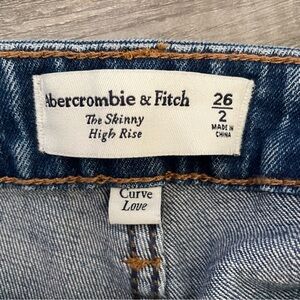 Abercrombie & Fitch
The Skinny
High Rise
26
2
MADE IN
CHINA
Curve
Love